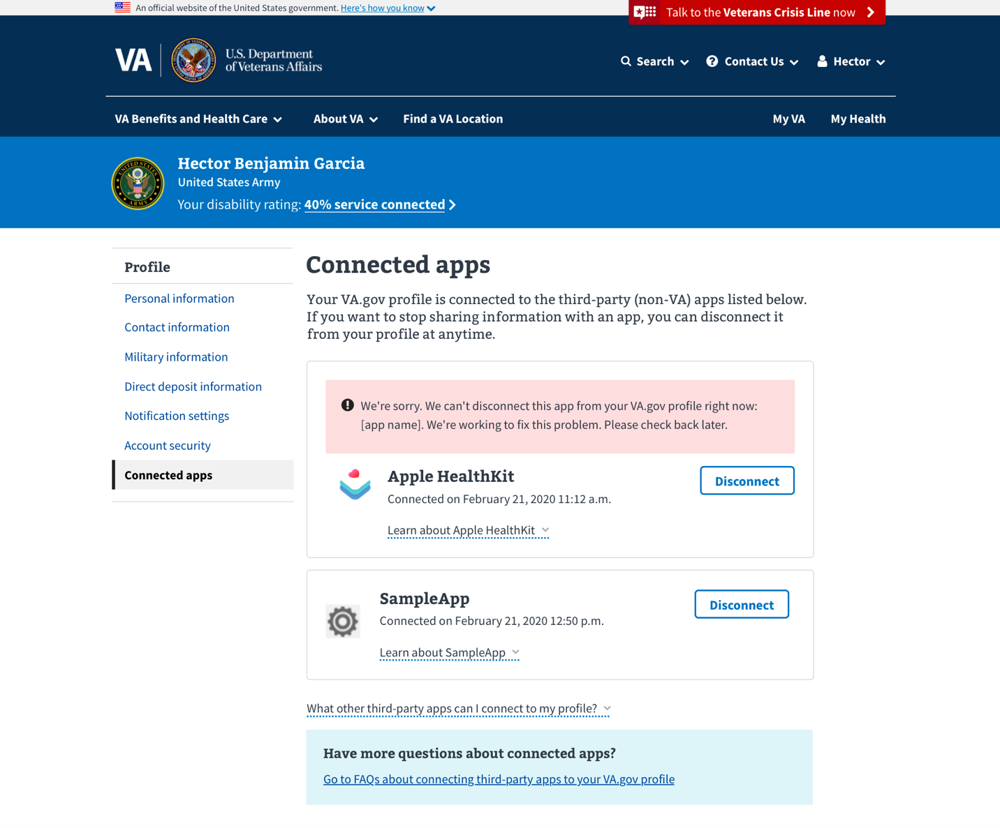 An official website of the United States government. Here's how you know
Talk to the Veterans Crisis Line now
VA
U.S. Department
of Veterans Affairs
Search
Contact Us
Hector
VA Benefits and Health Care
About VA
Find a VA Location
My VA
My Health
Hector Benjamin Garcia
United States Army
Your disability rating: 40% service connected
Profile
Personal information
Contact information
Military information
Direct deposit information
Notification settings
Account security
Connected apps
Connected apps
Your VA.gov profile is connected to the third-party (non-VA) apps listed below.
If you want to stop sharing information with an app, you can disconnect it
from your profile at anytime.
We're sorry. We can't disconnect this app from your VA.gov profile right now:
[app name]. We're working to fix this problem. Please check back later.
Apple HealthKit
Disconnect
Connected on February 21, 2020 11:12 a.m.
Learn about Apple HealthKit
SampleApp
Disconnect
Connected on February 21, 2020 12:50 p.m.
Learn about SampleApp
What other third-party apps can I connect to my profile?
Have more questions about connected apps?
Go to FAQs about connecting third-party apps to your VA.gov profile